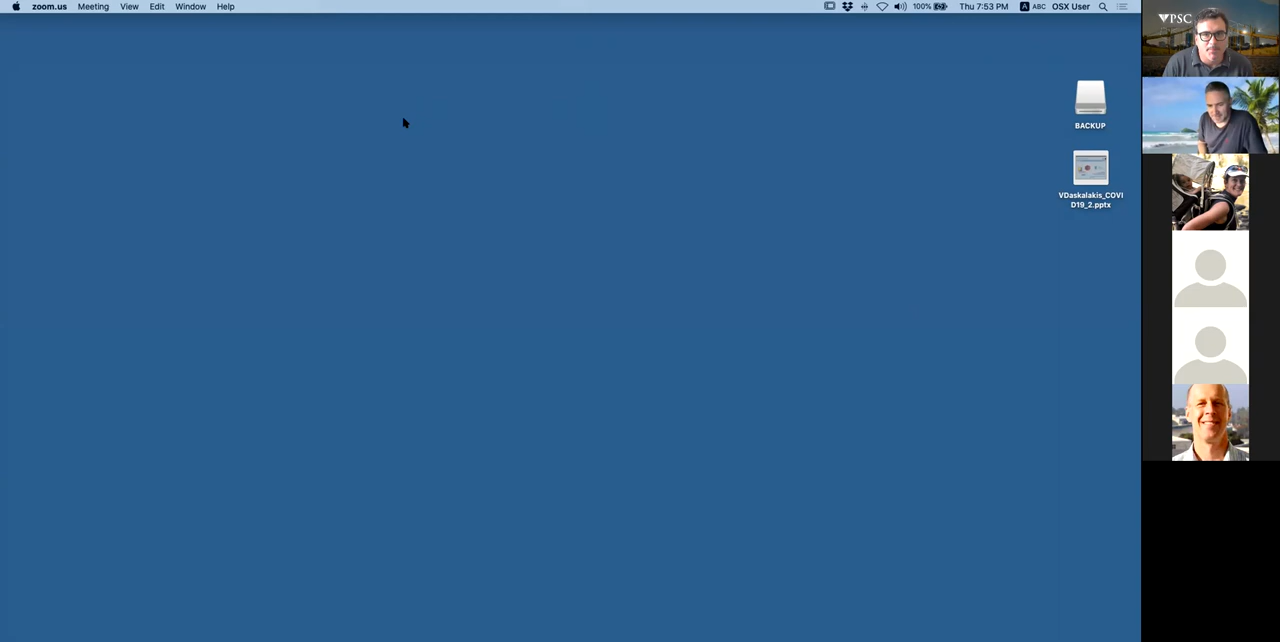 zoom.us Meeting View Edit Window Help 100% Thu 7:53 PM A ABC OSX User
PSC
BACKUP
VDaskalakis_COVI
D19_2.pptx